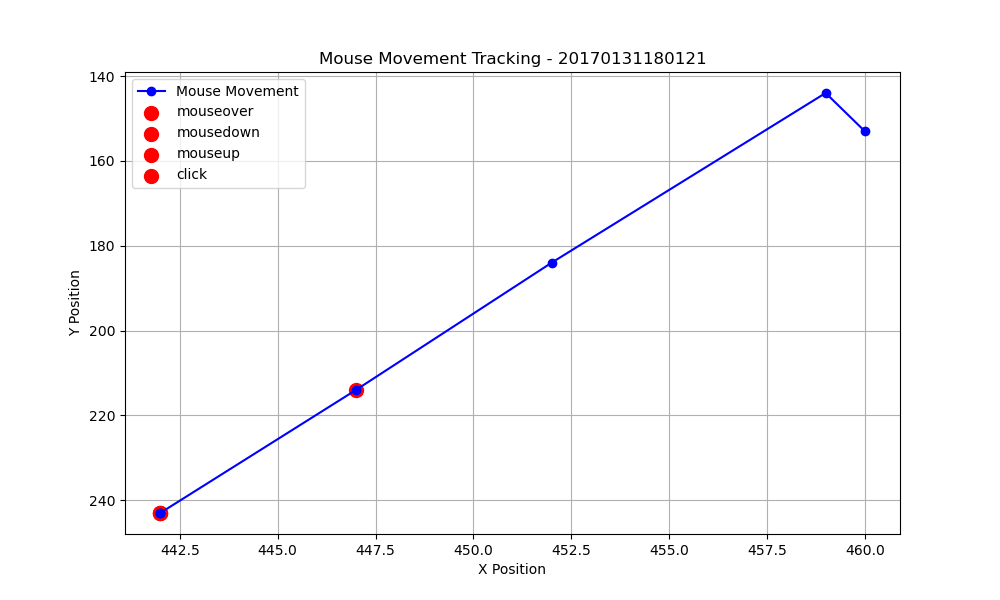 Mouse Movement Tracking - 20170131180121
Mouse Movement
mouseover
mousedown
mouseup
click
Y Position
140
160
180
200
220
240
442.5 445.0 447.5 450.0 452.5 455.0 457.5 460.0
X Position